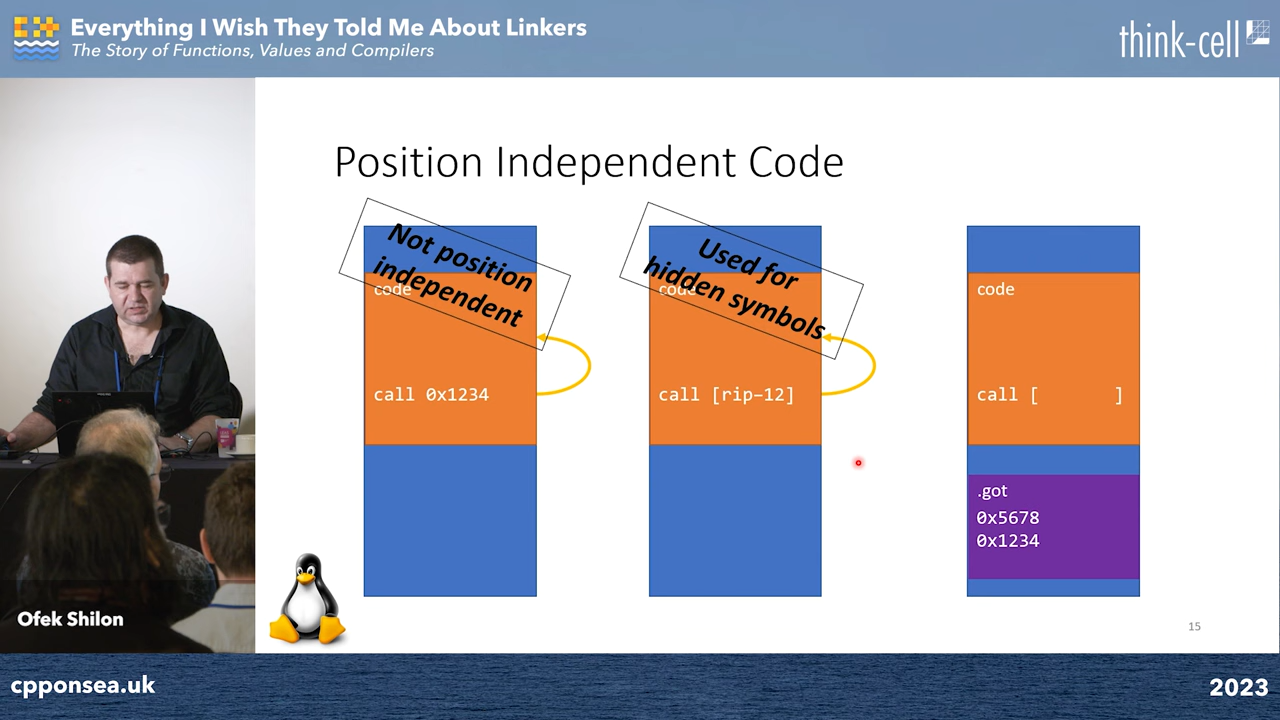 Everything I Wish They Told Me About Linkers
The Story of Functions, Values and Compilers
think-cell
Position Independent Code
Not position
independent
code
call 0x1234
Used for
hidden symbols
code
call [rip-12]
code
call [       ]
.got
0x5678
0x1234
15
Ofek Shilon
cpponsea.uk
2023